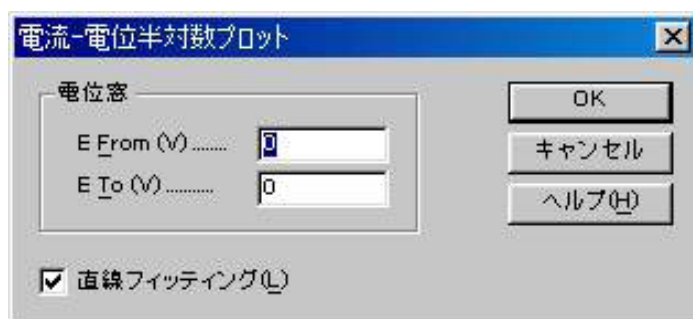 電流-電位半対数プロット
電位窓
E From (V)....... 0
E To (V).......... 0
OK
キャンセル
ヘルプ(H)
直線フィッティング(L)